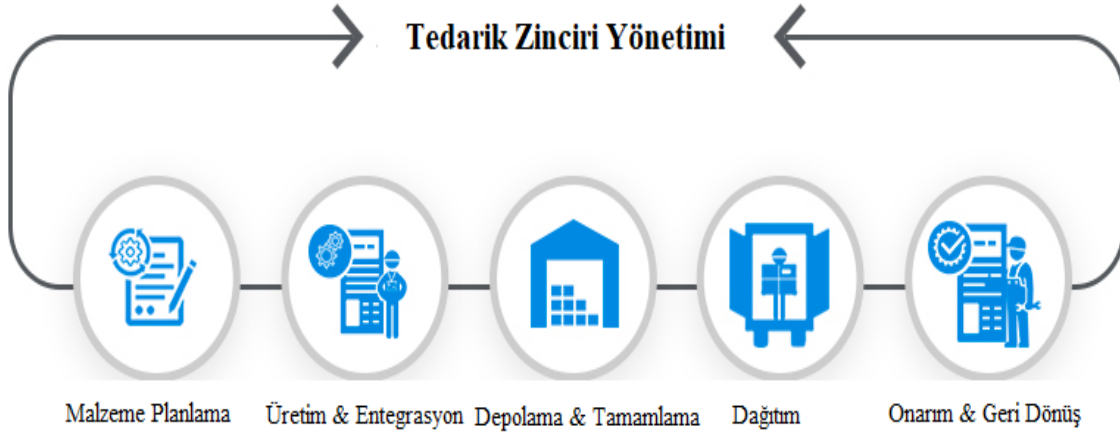 Tedarik Zinciri Yönetimi
Malzeme Planlama
Üretim & Entegrasyon
Depolama & Tamamlama
Dağıtım
Onarım & Geri Dönüş